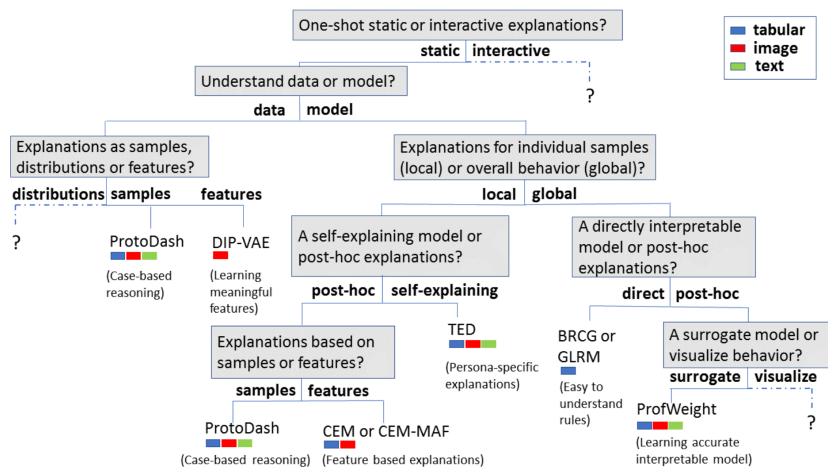 One-shot static or interactive explanations?
tabular
image
text
static interactive
Understand data or model?
?
data model
Explanations as samples,
distributions or features?
Explanations for individual samples
(local) or overall behavior (global)?
distributions samples features
local global
?
ProtoDash
(Case-based
reasoning)
DIP-VAE
(Learning
meaningful
features)
A self-explaining model or
post-hoc explanations?
A directly interpretable
model or post-hoc
explanations?
post-hoc self-explaining
direct post-hoc
Explanations based on
samples or features?
TED
(Persona-specific
explanations)
BRCG or
GLRM
(Easy to
understand
rules)
A surrogate model or
visualize behavior?
samples features
surrogate visualize
ProtoDash
(Case-based reasoning)
CEM or CEM-MAF
(Feature based explanations)
ProfWeight
(Learning accurate
interpretable model)
?